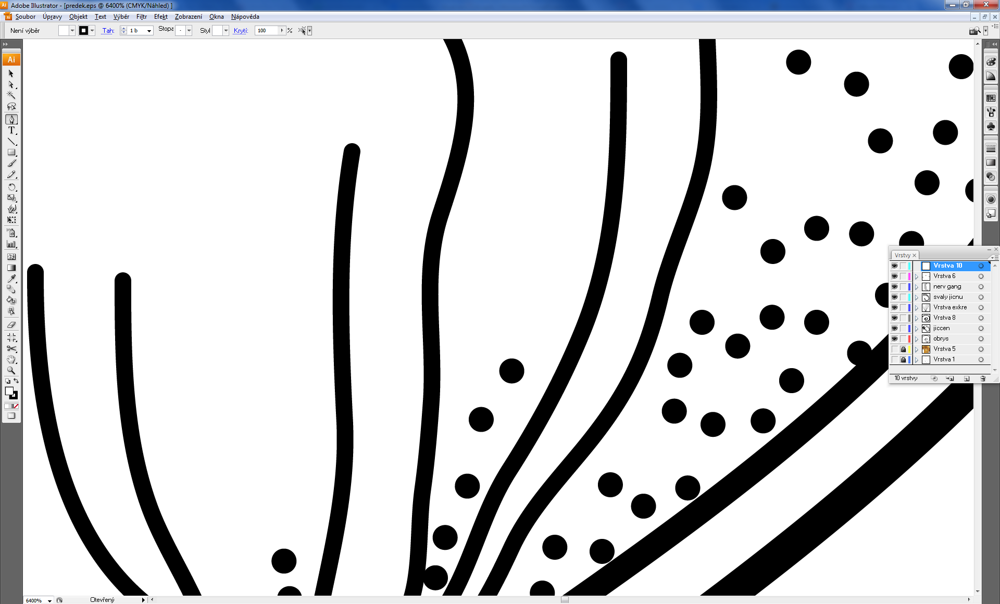 Adobe Illustrator - [predek.eps @ 6400% (CMYK/Náhled) ]
Soubor Úpravy Objekt Text Výběr Filtr Efekt Zobrazení Okna Nápověda
Není výběr Tah: 1 b Stopa Styl Krytí: 100 %
Br
Ai
T
Vrstvy
Vrstva 10
Vrstva 6
nerv gang
svaly jicnu
Vrstva exkre
Vrstva 8
jiccen
obrys
Vrstva 5
Vrstva 1
10 vrstvy
6400% Otevřený